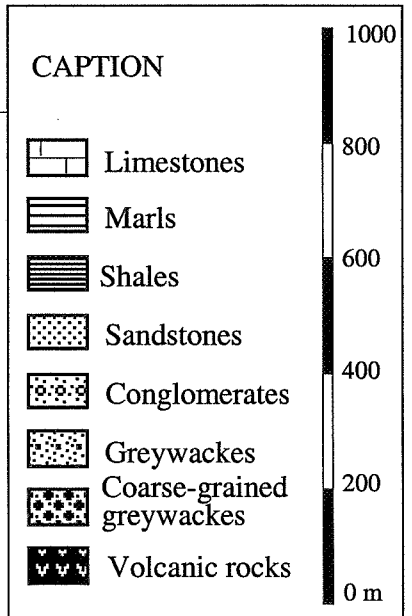 CAPTION
Limestones
Marls
Shales
Sandstones
Conglomerates
Greywackes
Coarse-grained
greywackes
Volcanic rocks
1000
800
600
400
200
0 m